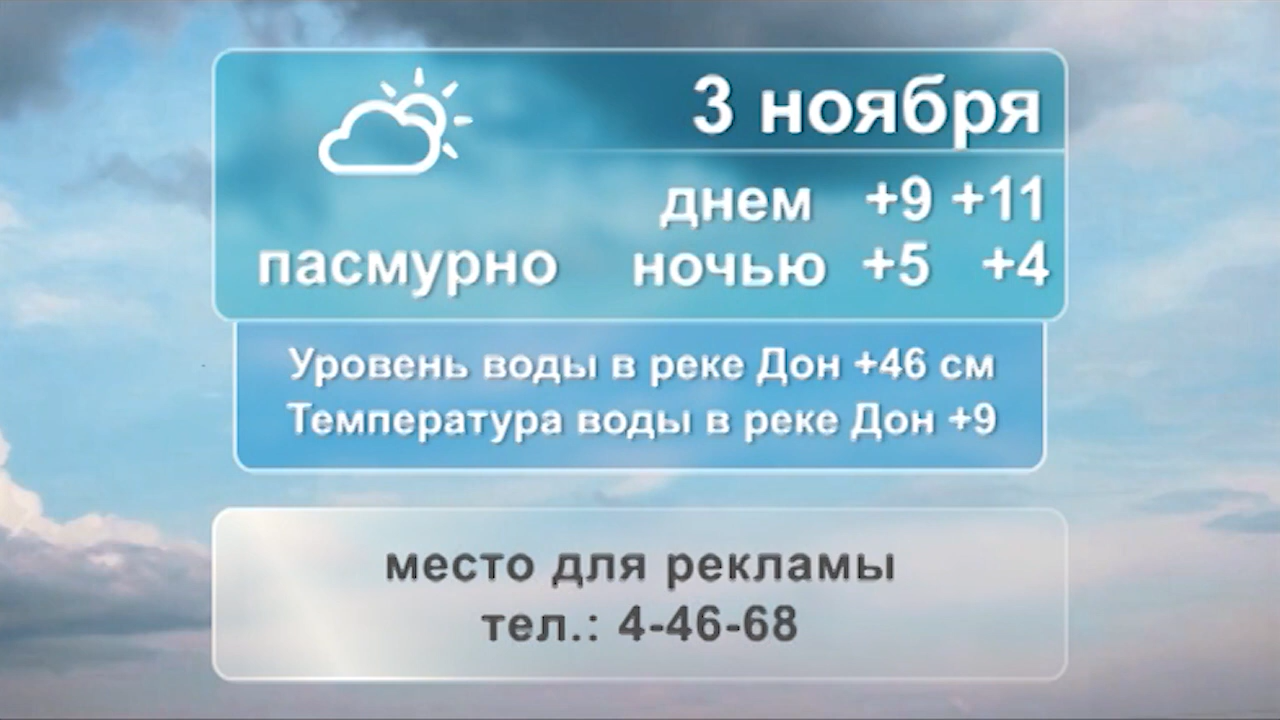 3 ноября
днем +9 +11
пасмурно ночью +5 +4
Уровень воды в реке Дон +46 см
Температура воды в реке Дон +9
место для рекламы
тел.: 4-46-68